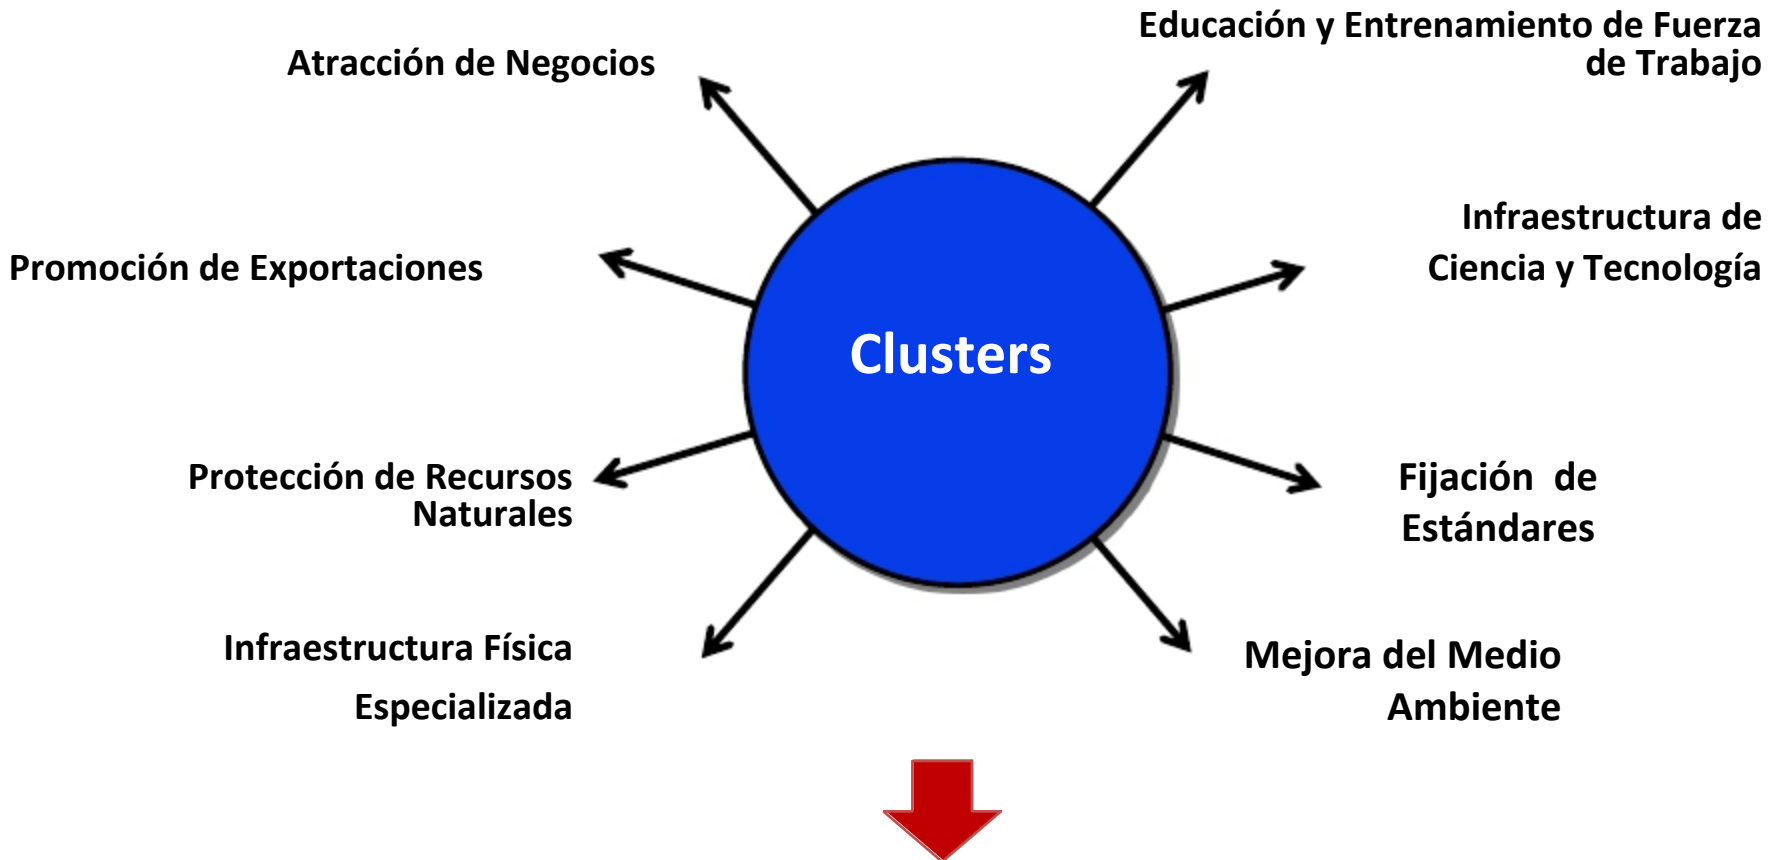 Educación y Entrenamiento de Fuerza
de Trabajo
Atracción de Negocios
Infraestructura de
Ciencia y Tecnología
Promoción de Exportaciones
Clusters
Protección de Recursos
Naturales
Fijación de
Estándares
Infraestructura Física
Especializada
Mejora del Medio
Ambiente